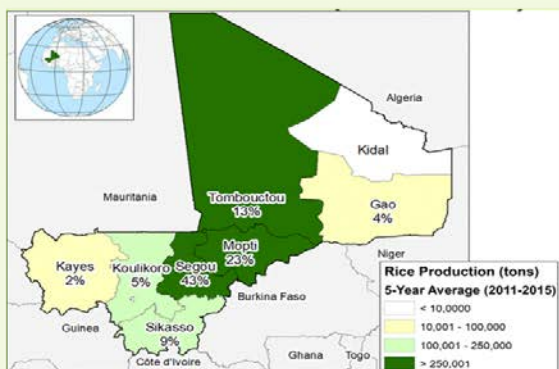 Algeria
Kidal
Mauritania
Tombouctou
13%
Gao
4%
Mopti
23%
Niger
Kayes
2%
Koulikoro
5%
Segou
43%
Burkina Faso
Sikasso
9%
Guinea
Côte d'Ivoire
Ghana
Togo
Rice Production (tons)
5-Year Average (2011-2015)
< 10,0000
10,001 - 100,000
100,001 - 250,000
> 250,001